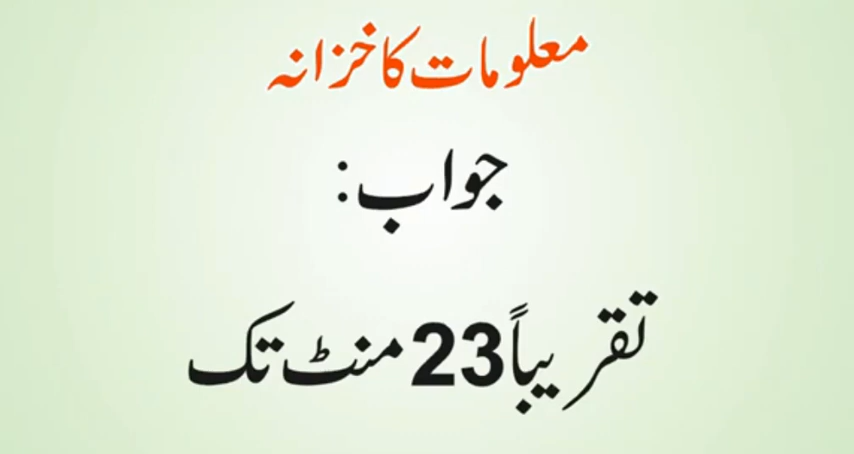 معلومات کا خزانہ
جواب:
تقریباً 23 منٹ تک